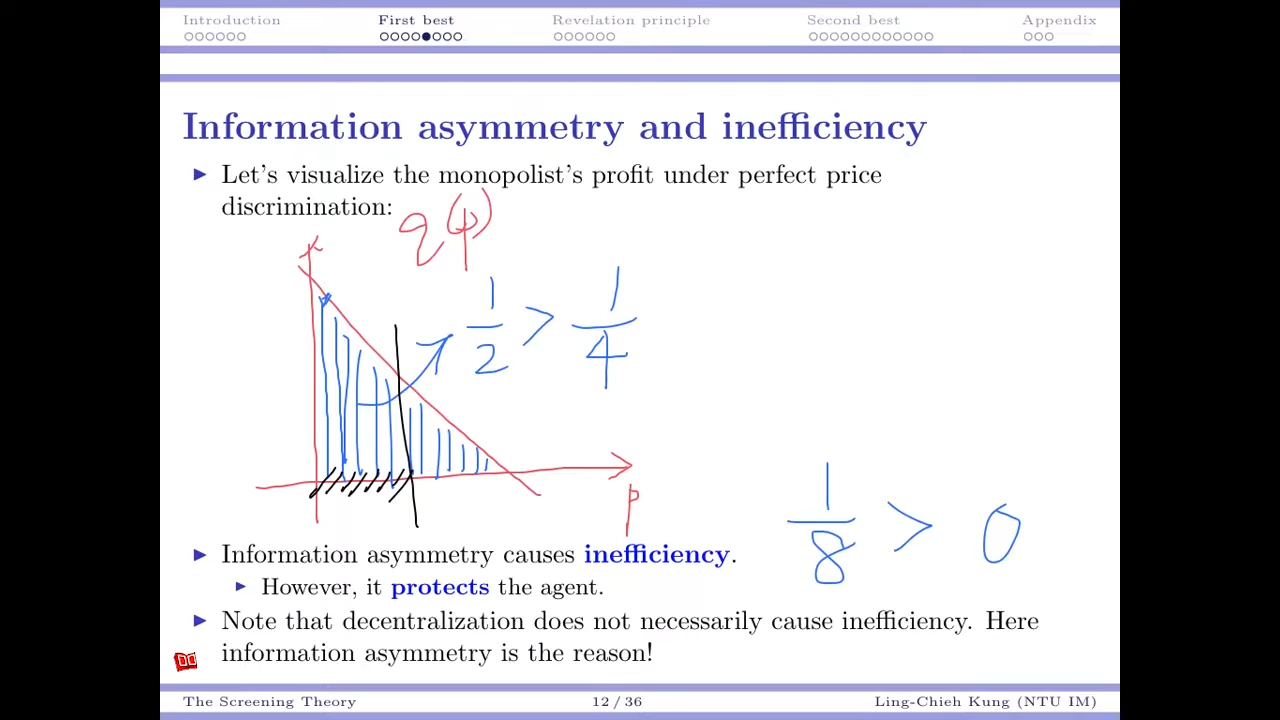 Introduction First best Revelation principle Second best Appendix
Information asymmetry and inefficiency
Let's visualize the monopolist's profit under perfect price
discrimination:
q(p)
1/2 > 1/4
p
1/8 > 0
Information asymmetry causes inefficiency.
However, it protects the agent.
Note that decentralization does not necessarily cause inefficiency. Here
information asymmetry is the reason!
The Screening Theory 12 / 36 Ling-Chieh Kung (NTU IM)